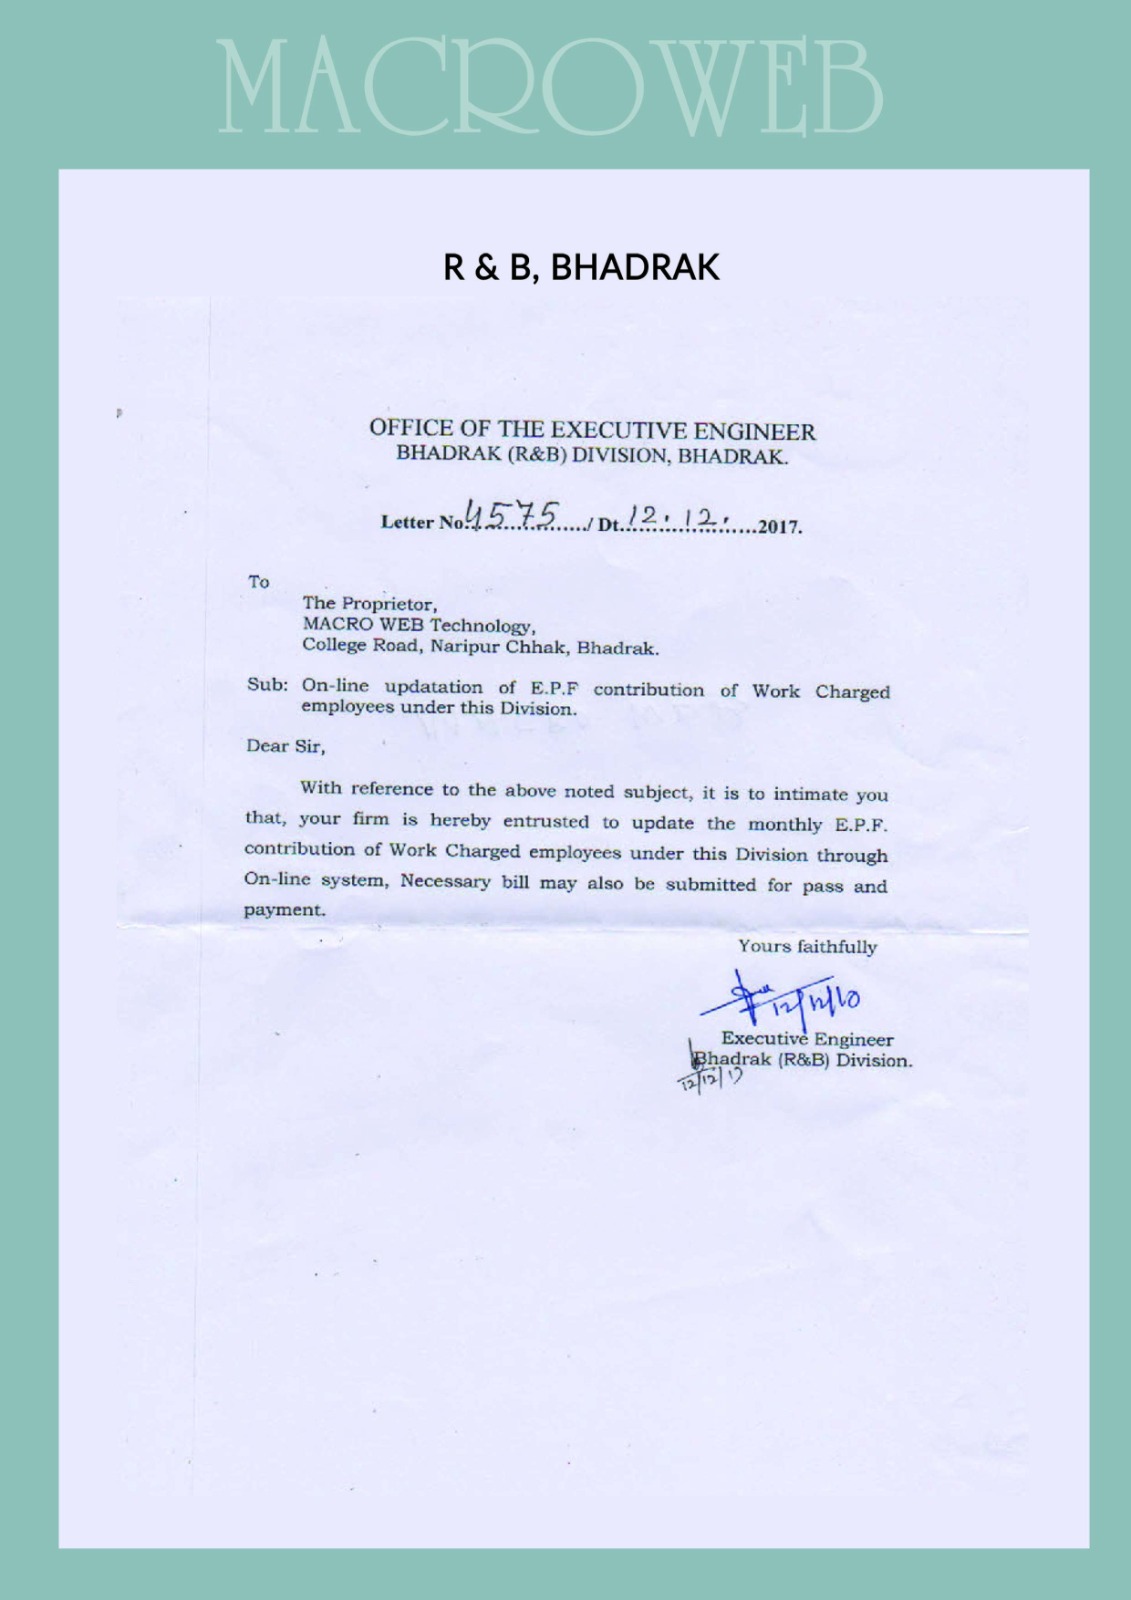 MACROWEB
R & B, BHADRAK
OFFICE OF THE EXECUTIVE ENGINEER
BHADRAK (R&B) DIVISION, BHADRAK.
Letter No. 4575 / Dt. 12.12. 2017.
To
The Proprietor,
MACRO WEB Technology,
College Road, Naripur Chhak, Bhadrak.
Sub: On-line updatation of E.P.F contribution of Work Charged
employees under this Division.
Dear Sir,
With reference to the above noted subject, it is to intimate you
that, your firm is hereby entrusted to update the monthly E.P.F.
contribution of Work Charged employees under this Division through
On-line system, Necessary bill may also be submitted for pass and
payment.
Yours faithfully
Executive Engineer
Bhadrak (R&B) Division.
12/12/17